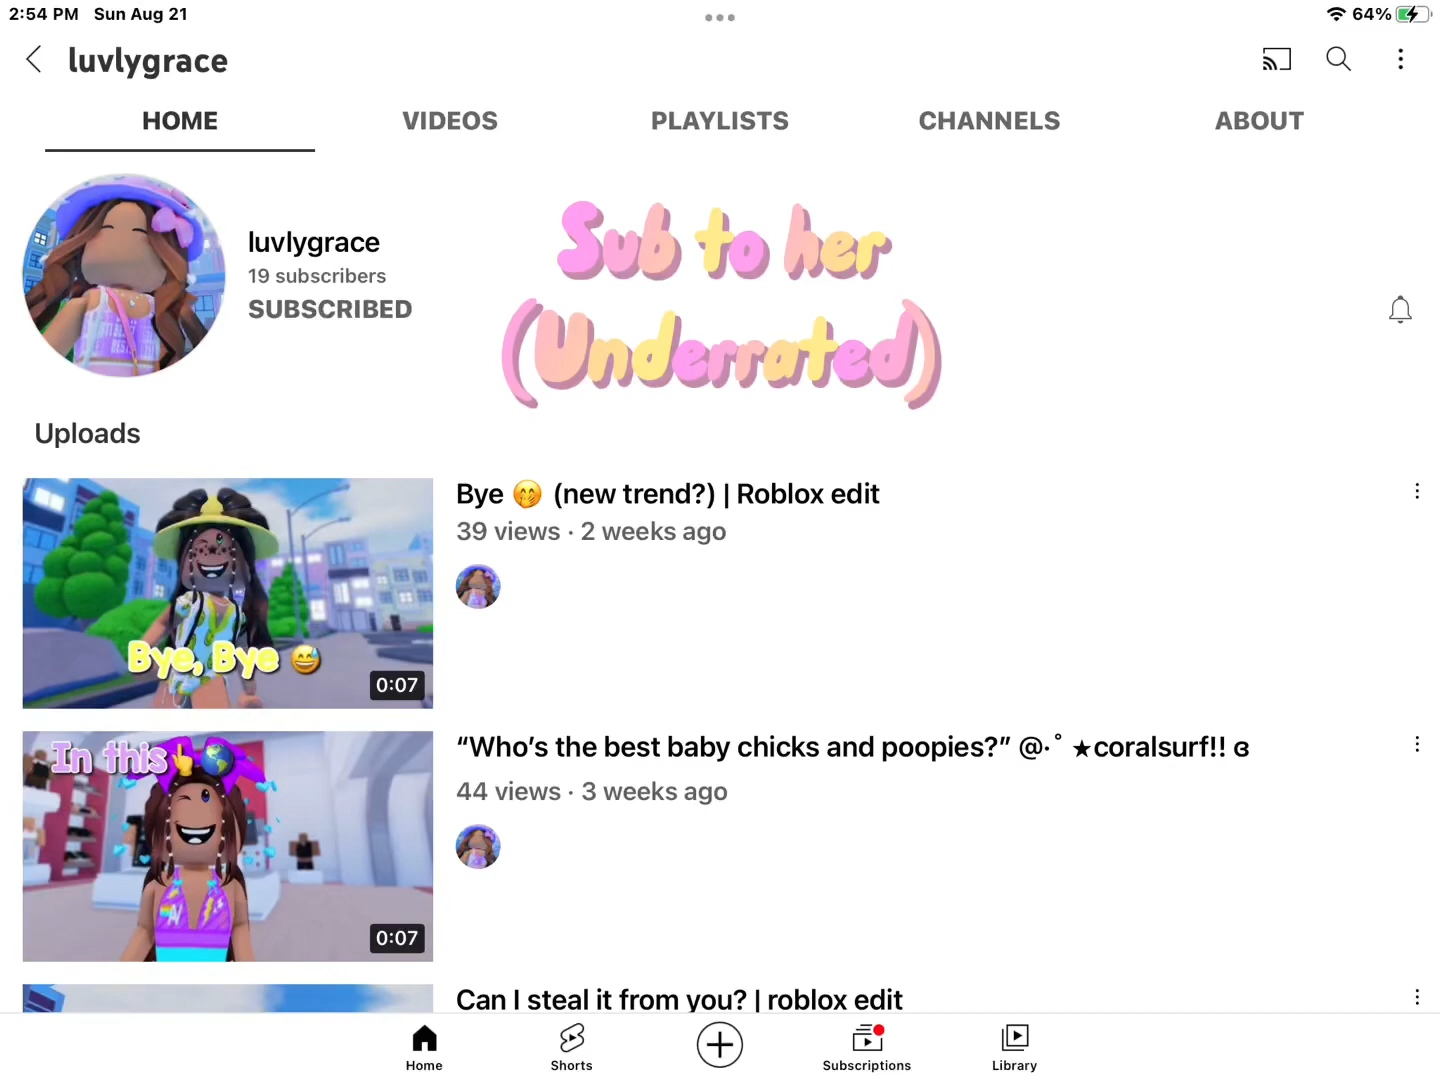 2:54 PM Sun Aug 21
64%
luvlygrace
HOME VIDEOS PLAYLISTS CHANNELS ABOUT
luvlygrace
19 subscribers
SUBSCRIBED
Sub to her
(Underrated)
Uploads
Bye, Bye 😅
0:07
Bye 🤭 (new trend?) | Roblox edit
39 views · 2 weeks ago
In this 👆🌎
0:07
“Who’s the best baby chicks and poopies?” @·˚ ★coralsurf!! ɞ
44 views · 3 weeks ago
Can I steal it from you? | roblox edit
Home Shorts Subscriptions Library